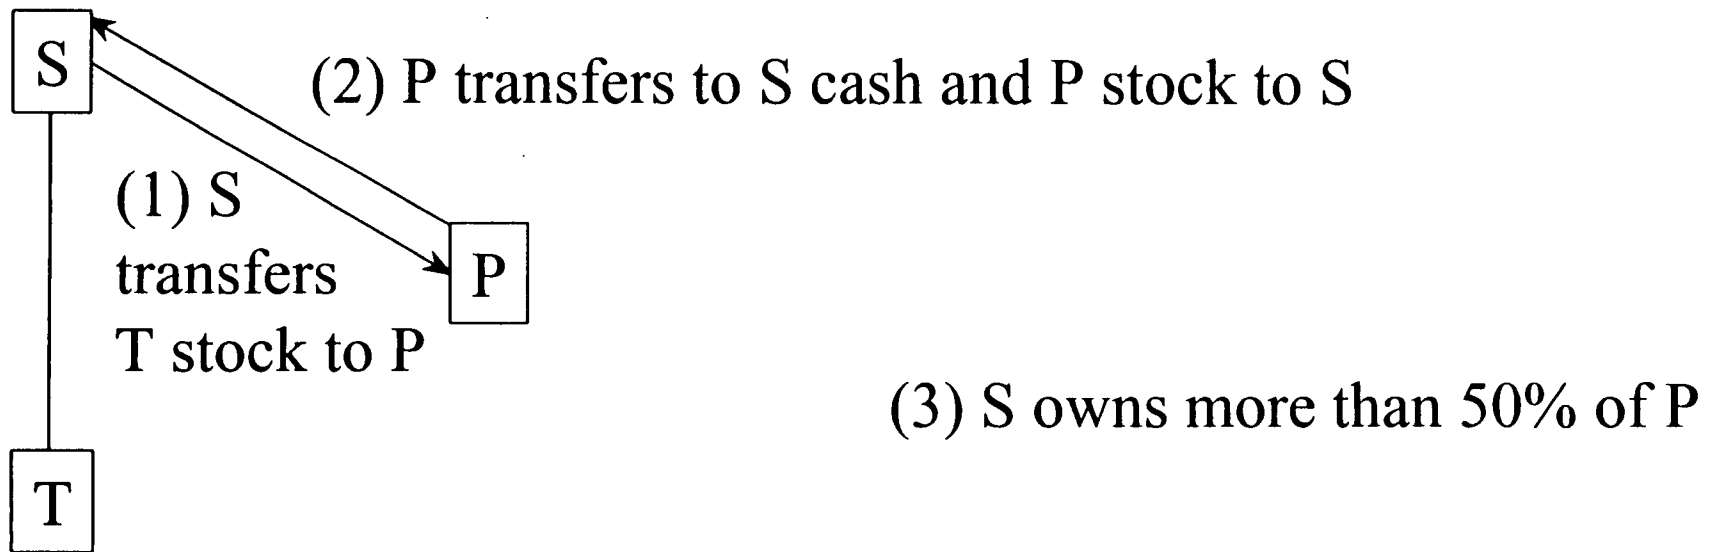 S
(2) P transfers to S cash and P stock to S
(1) S
transfers
T stock to P
P
(3) S owns more than 50% of P
T